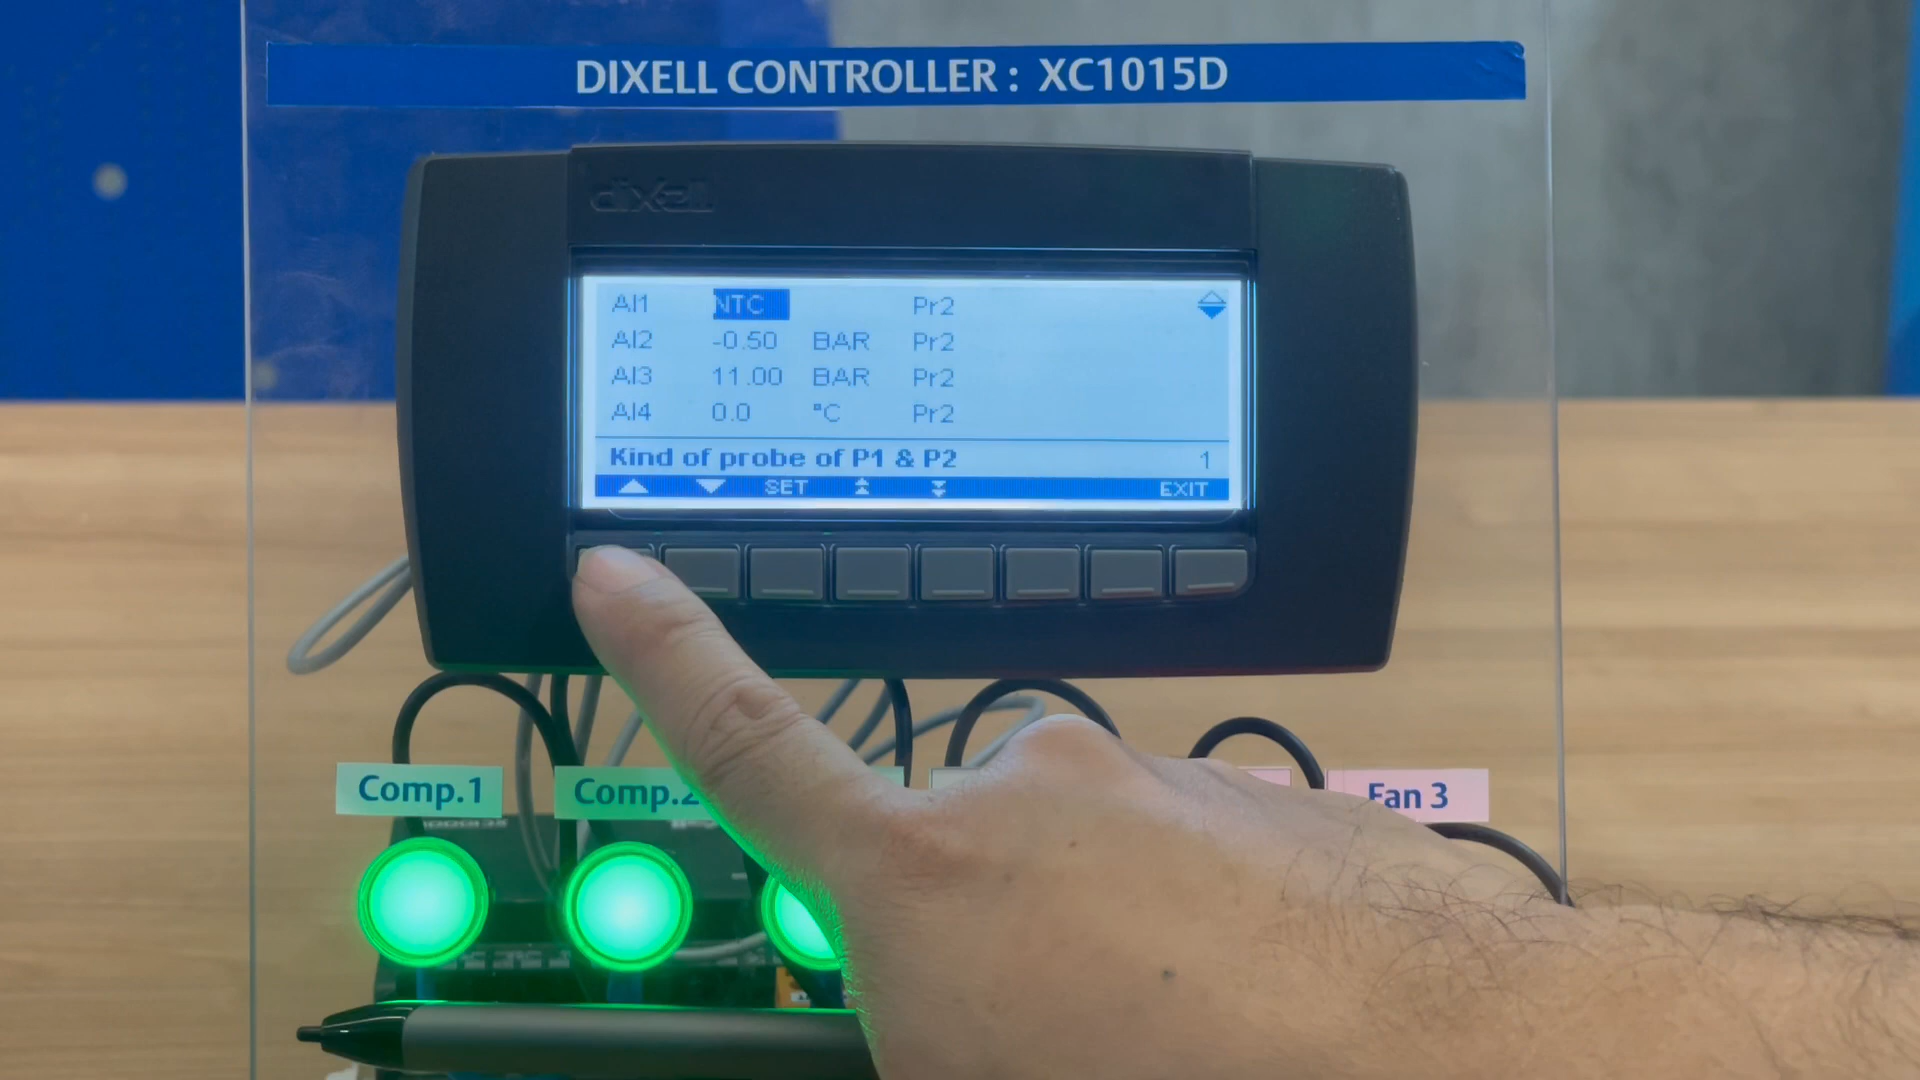 DIXELL CONTROLLER : XC1015D
dixell
AI1 NTC Pr2
AI2 -0.50 BAR Pr2
AI3 11.00 BAR Pr2
AI4 0.0 °C Pr2
Kind of probe of P1 & P2 1
SET EXIT
Comp.1
Comp.2
Fan 3